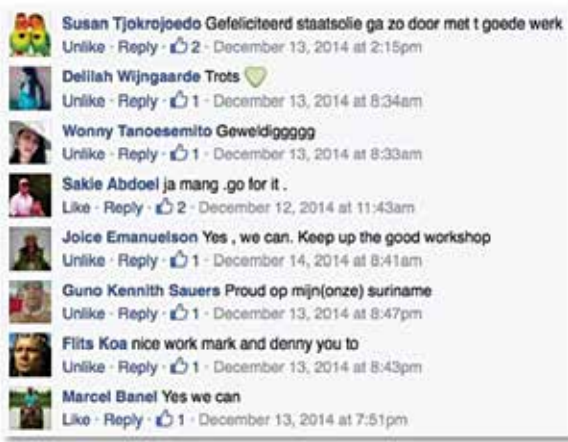 Susan Tjokrojoedo Gefeliciteerd staatsolie ga zo door met t goede werk
Unlike · Reply · 2 · December 13, 2014 at 2:15pm
Delilah Wijngaarde Trots
Unlike · Reply · 1 · December 13, 2014 at 8:34am
Wonny Tanoesemito Geweldiggggg
Unlike · Reply · 1 · December 13, 2014 at 8:33am
Sakie Abdoel ja mang .go for it .
Like · Reply · 2 · December 12, 2014 at 11:43am
Joice Emanuelson Yes , we can. Keep up the good workshop
Unlike · Reply · 1 · December 14, 2014 at 8:41am
Guno Kennith Sauers Proud op mijn(onze) suriname
Unlike · Reply · 1 · December 13, 2014 at 8:47pm
Flits Koa nice work mark and denny you to
Unlike · Reply · 1 · December 13, 2014 at 8:43pm
Marcel Banel Yes we can
Like · Reply · 1 · December 13, 2014 at 7:51pm